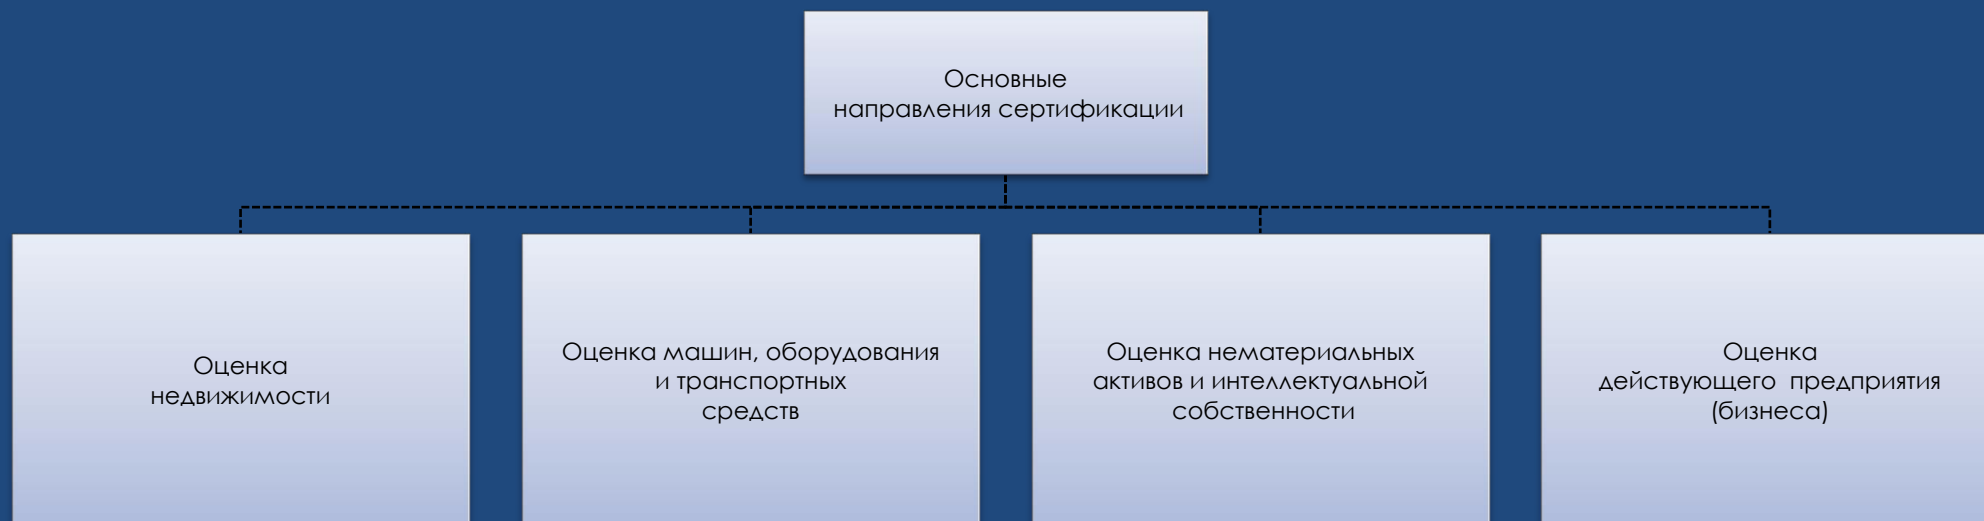 Основные
направления сертификации
Оценка
недвижимости
Оценка машин, оборудования
и транспортных
средств
Оценка нематериальных
активов и интеллектуальной
собственности
Оценка
действующего  предприятия
(бизнеса)